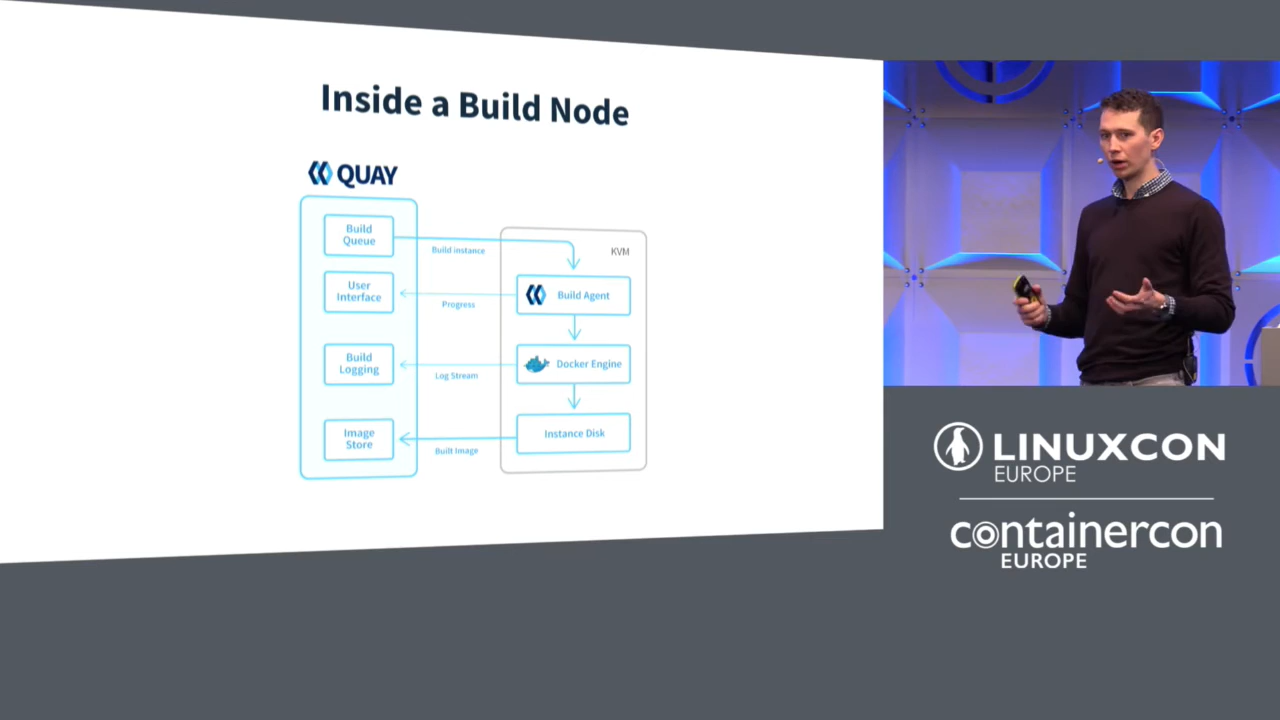 Inside a Build Node
QUAY
Build
Queue
Build instance
KVM
User
Interface
Progress
Build Agent
Build
Logging
Log Stream
Docker Engine
Image
Store
Built Image
Instance Disk
LINUXCON
EUROPE
containercon
EUROPE